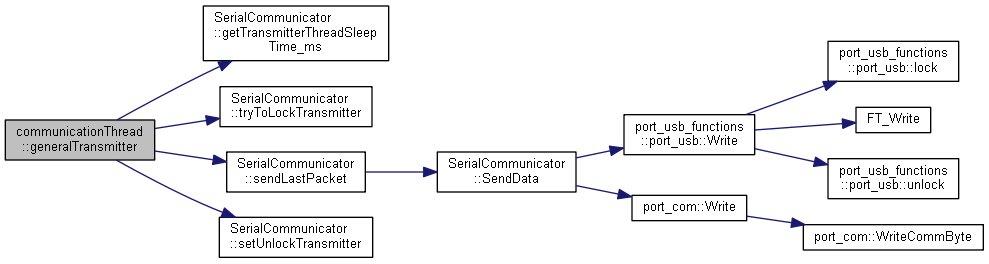 SerialCommunicator
::getTransmitterThreadSleep
Time_ms
port_usb_functions
::port_usb::lock
SerialCommunicator
::tryToLockTransmitter
FT_Write
communicationThread
::generalTransmitter
port_usb_functions
::port_usb::Write
SerialCommunicator
::sendLastPacket
SerialCommunicator
::SendData
port_usb_functions
::port_usb::unlock
port_com::Write
SerialCommunicator
::setUnlockTransmitter
port_com::WriteCommByte